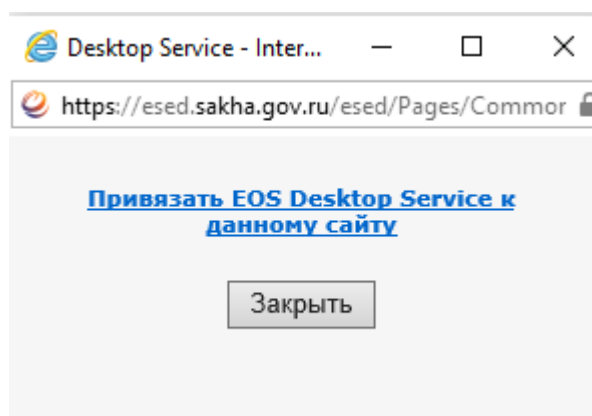 Desktop Service - Inter...
https://esed.sakha.gov.ru/esed/Pages/Commor
Привязать EOS Desktop Service к
данному сайту
Закрыть